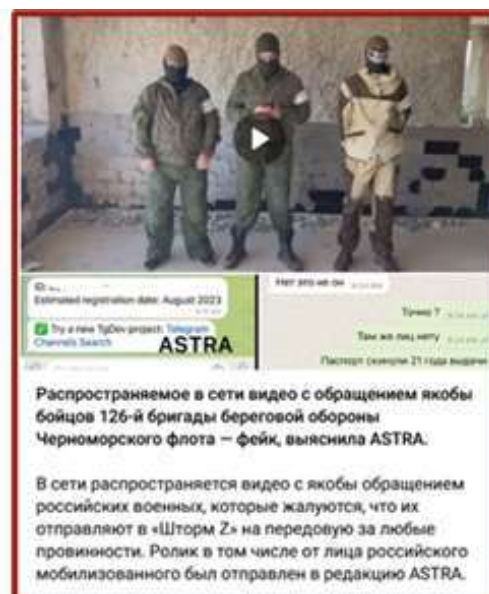 Estimated registration date: August 2023
Try a new TgDev project: Telegram
Channels Search
ASTRA
Нет это не он
Точно ?
Там же лиц нету
Паспорт скинули 21 года выдачи
Распространяемое в сети видео с обращением якобы
бойцов 126-й бригады береговой обороны
Черноморского флота — фейк, выяснила ASTRA.
В сети распространяется видео с якобы обращением
российских военных, которые жалуются, что их
отправляют в «Шторм Z» на передовую за любые
провинности. Ролик в том числе от лица российского
мобилизованного был отправлен в редакцию ASTRA.